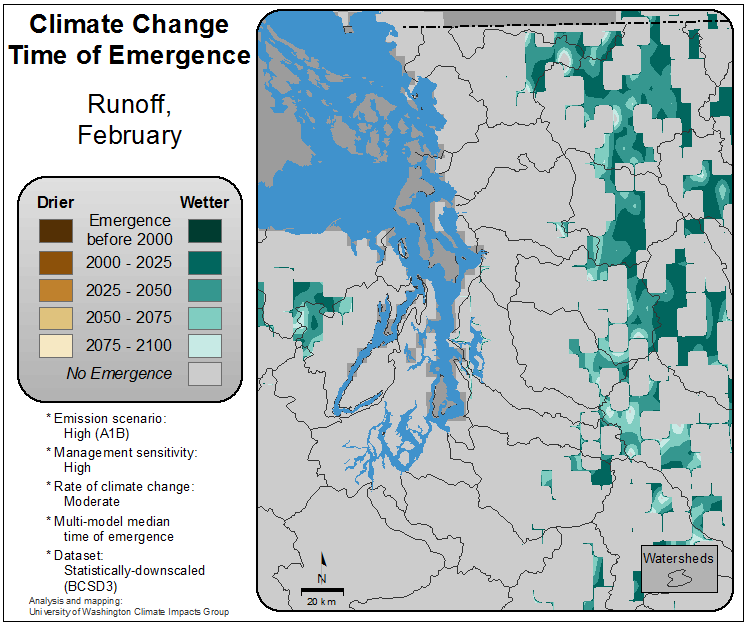 Climate Change
Time of Emergence
Runoff,
February
Drier
Wetter
Emergence
before 2000
2000 - 2025
2025 - 2050
2050 - 2075
2075 - 2100
No Emergence
* Emission scenario:
High (A1B)
* Management sensitivity:
High
* Rate of climate change:
Moderate
* Multi-model median
time of emergence
* Dataset:
Statistically-downscaled
(BCSD3)
Analysis and mapping:
University of Washington Climate Impacts Group
N
20 km
Watersheds